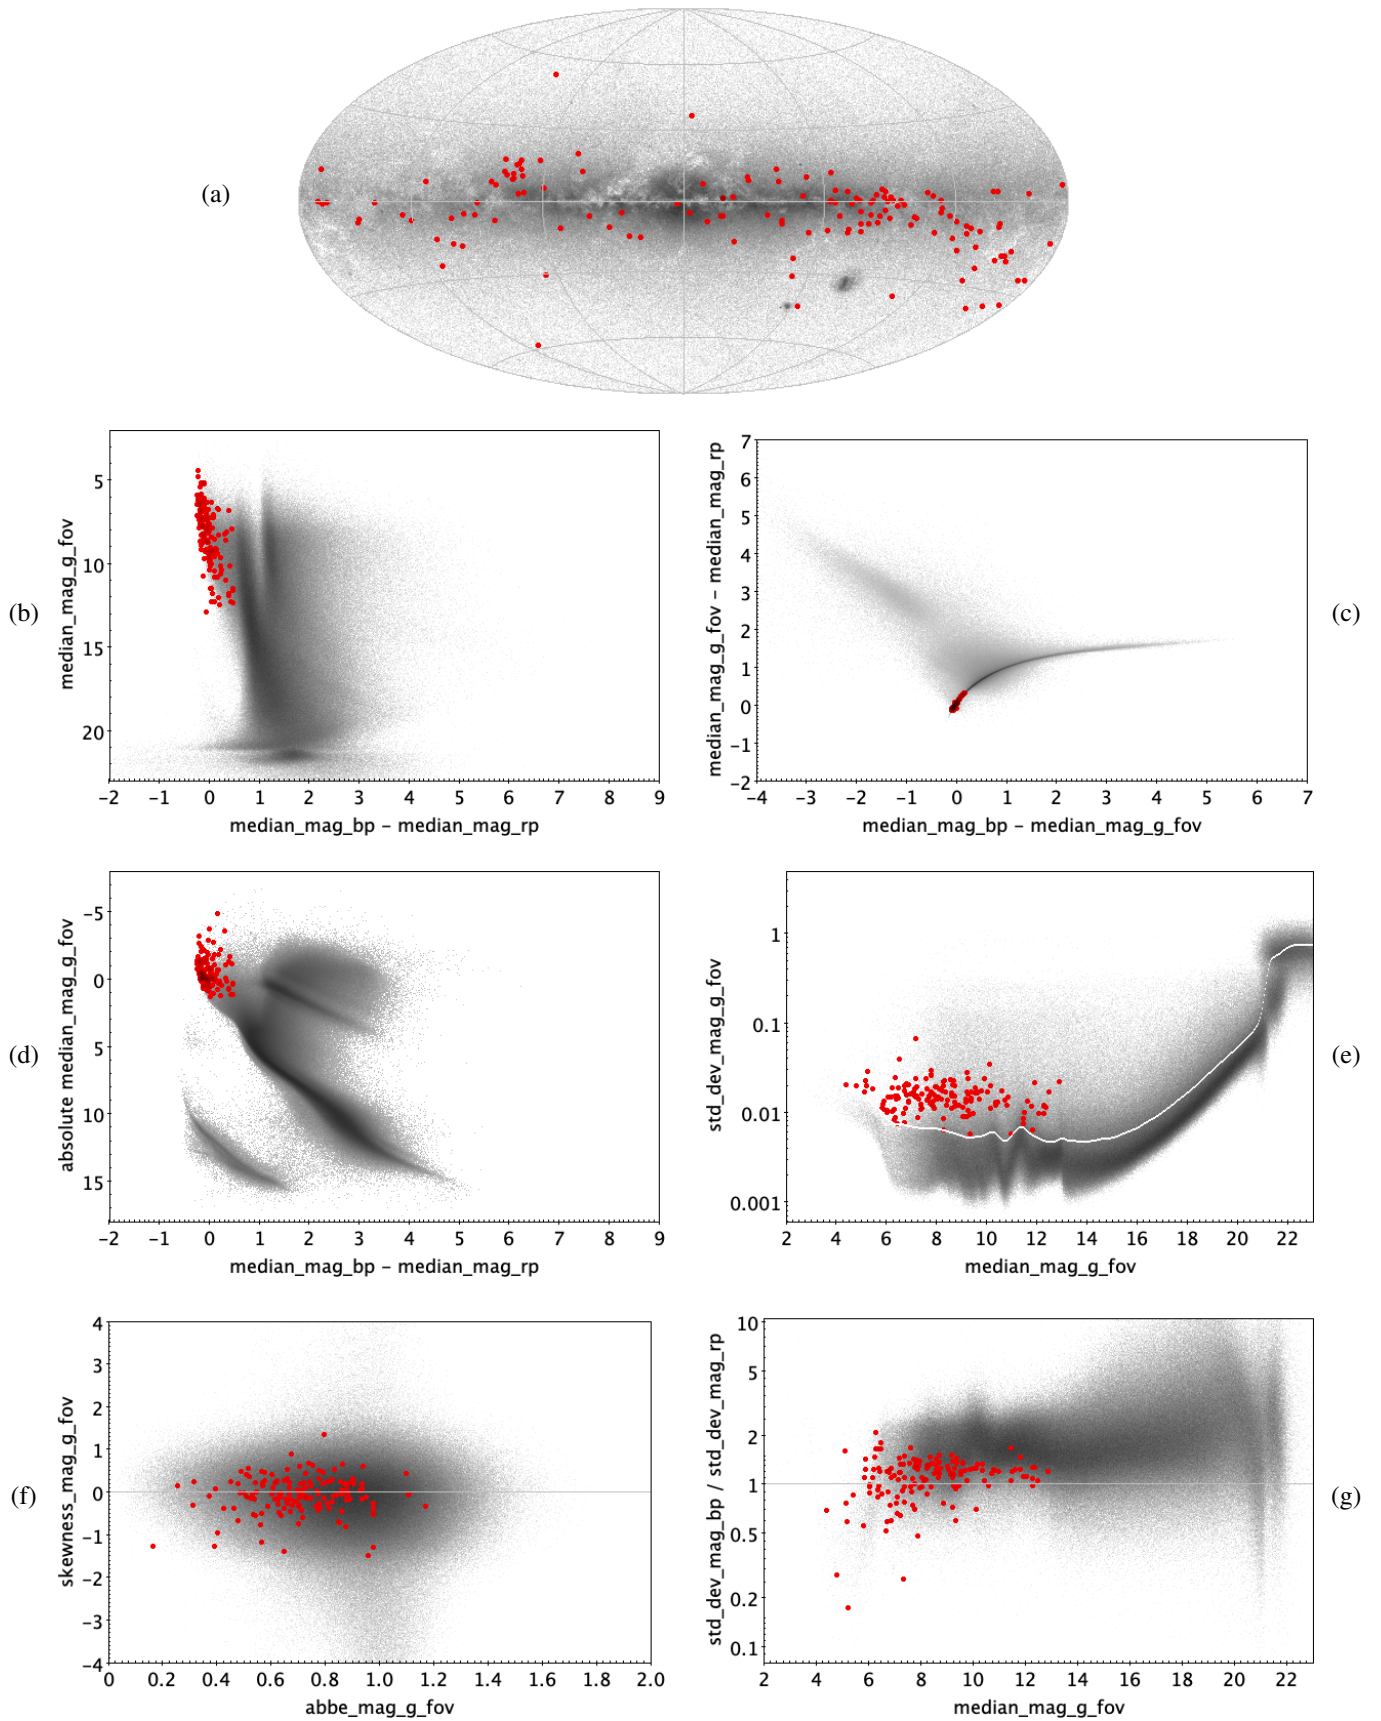 (a)
5
10
15
20
median_mag_g_fov
-2 -1 0 1 2 3 4 5 6 7 8 9
median_mag_bp - median_mag_rp
(b)
7
6
5
4
3
2
1
0
-1
-2
median_mag_g_fov - median_mag_rp
-4 -3 -2 -1 0 1 2 3 4 5 6 7
median_mag_bp - median_mag_g_fov
(c)
-5
0
5
10
15
absolute median_mag_g_fov
-2 -1 0 1 2 3 4 5 6 7 8 9
median_mag_bp - median_mag_rp
(d)
1
0.1
0.01
0.001
std_dev_mag_g_fov
2 4 6 8 10 12 14 16 18 20 22
median_mag_g_fov
(e)
4
3
2
1
0
-1
-2
-3
-4
skewness_mag_g_fov
0 0.2 0.4 0.6 0.8 1.0 1.2 1.4 1.6 1.8 2.0
abbe_mag_g_fov
(f)
10
5
2
1
0.5
0.2
0.1
std_dev_mag_bp / std_dev_mag_rp
2 4 6 8 10 12 14 16 18 20 22
median_mag_g_fov
(g)